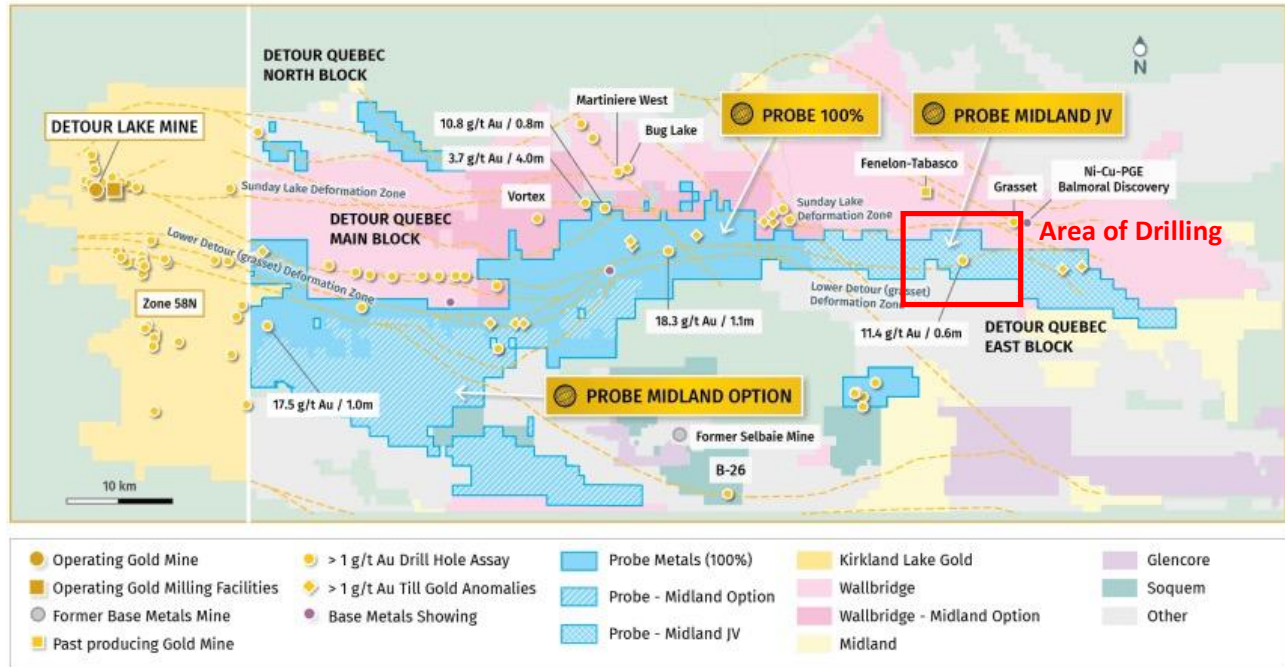 DETOUR QUEBEC
NORTH BLOCK
N
DETOUR LAKE MINE
Martiniere West
10.8 g/t Au / 0.8m
Bug Lake
PROBE 100%
PROBE MIDLAND JV
3.7 g/t Au / 4.0m
Fenelon-Tabasco
Ni-Cu-PGE
Balmoral Discovery
Grasset
Sunday Lake Deformation Zone
Vortex
Sunday Lake
Deformation Zone
DETOUR QUEBEC
MAIN BLOCK
Area of Drilling
Lower Detour (grasset) Deformation Zone
Lower Detour (grasset)
Deformation Zone
Zone 58N
18.3 g/t Au / 1.1m
11.4 g/t Au / 0.6m
DETOUR QUEBEC
EAST BLOCK
17.5 g/t Au / 1.0m
PROBE MIDLAND OPTION
Former Selbaie Mine
B-26
10 km
Operating Gold Mine
Operating Gold Milling Facilities
Former Base Metals Mine
Past producing Gold Mine
> 1 g/t Au Drill Hole Assay
> 1 g/t Au Till Gold Anomalies
Base Metals Showing
Probe Metals (100%)
Probe - Midland Option
Probe - Midland JV
Kirkland Lake Gold
Wallbridge
Wallbridge - Midland Option
Midland
Glencore
Soquem
Other